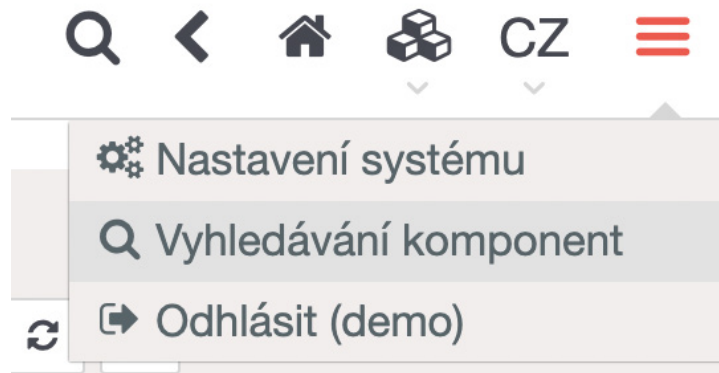 CZ
Nastavení systému
Vyhledávání komponent
Odhlásit (demo)